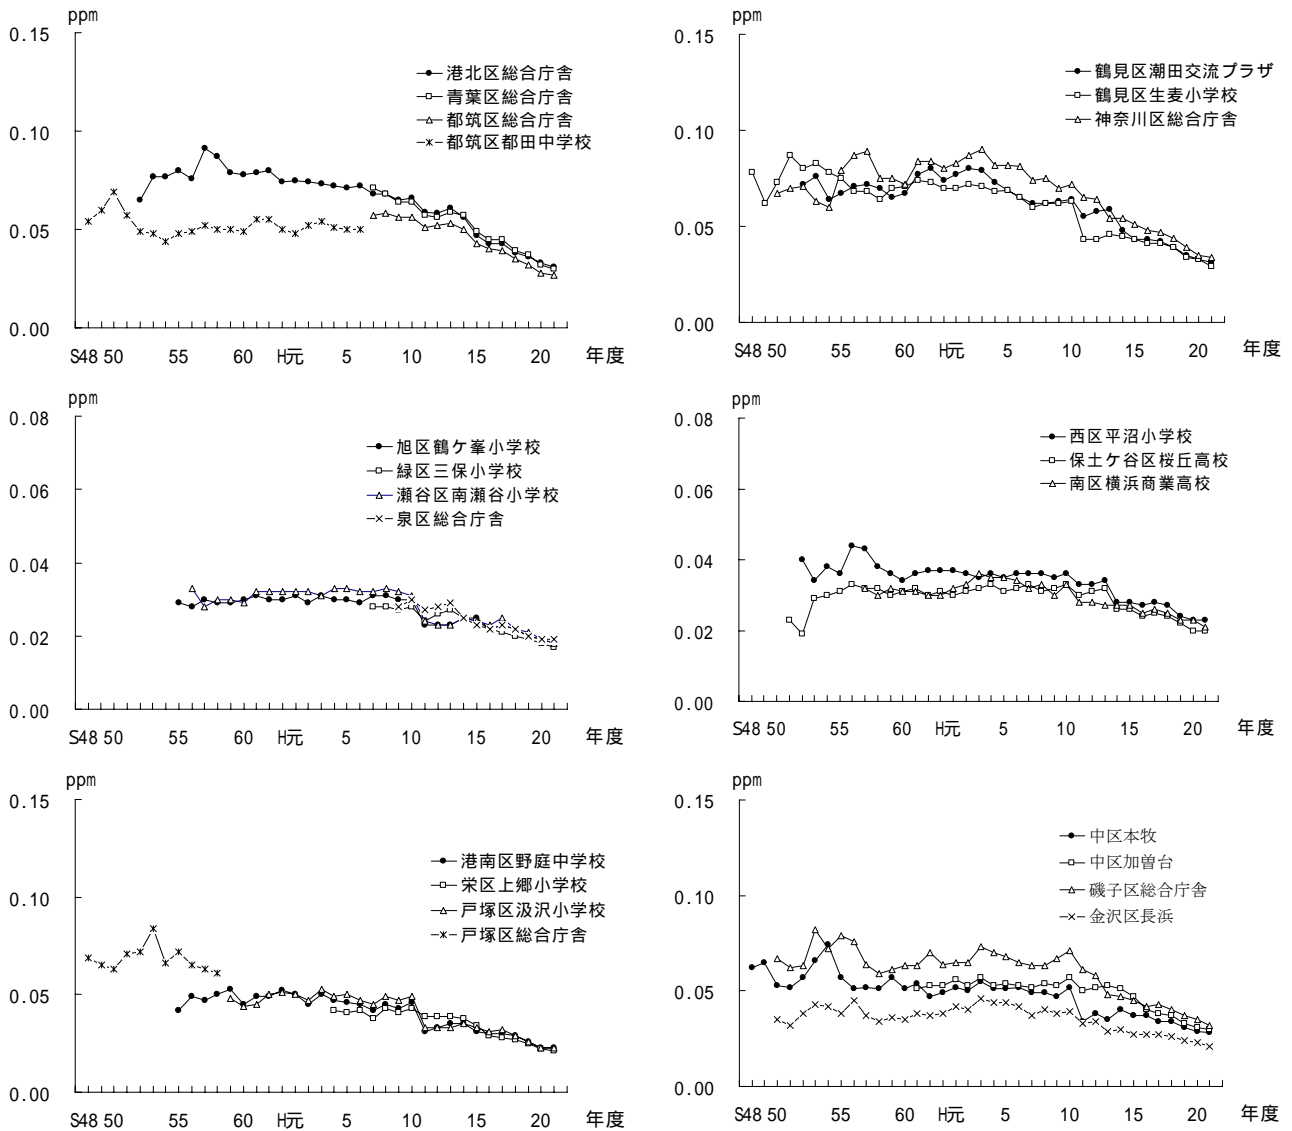 ppm
0.15
0.10
0.05
0.00
港北区総合庁舎
青葉区総合庁舎
都筑区総合庁舎
都筑区都田中学校
S48 50 55 60 H元 5 10 15 20 年度
ppm
0.15
0.10
0.05
0.00
鶴見区潮田交流プラザ
鶴見区生麦小学校
神奈川区総合庁舎
S48 50 55 60 H元 5 10 15 20 年度
ppm
0.08
0.06
0.04
0.02
0.00
旭区鶴ケ峯小学校
緑区三保小学校
瀬谷区南瀬谷小学校
泉区総合庁舎
S48 50 55 60 H元 5 10 15 20 年度
ppm
0.08
0.06
0.04
0.02
0.00
西区平沼小学校
保土ケ谷区桜丘高校
南区横浜商業高校
S48 50 55 60 H元 5 10 15 20 年度
ppm
0.15
0.10
0.05
0.00
港南区野庭中学校
栄区上郷小学校
戸塚区汲沢小学校
戸塚区総合庁舎
S48 50 55 60 H元 5 10 15 20 年度
ppm
0.15
0.10
0.05
0.00
中区本牧
中区加曽台
磯子区総合庁舎
金沢区長浜
S48 50 55 60 H元 5 10 15 20 年度